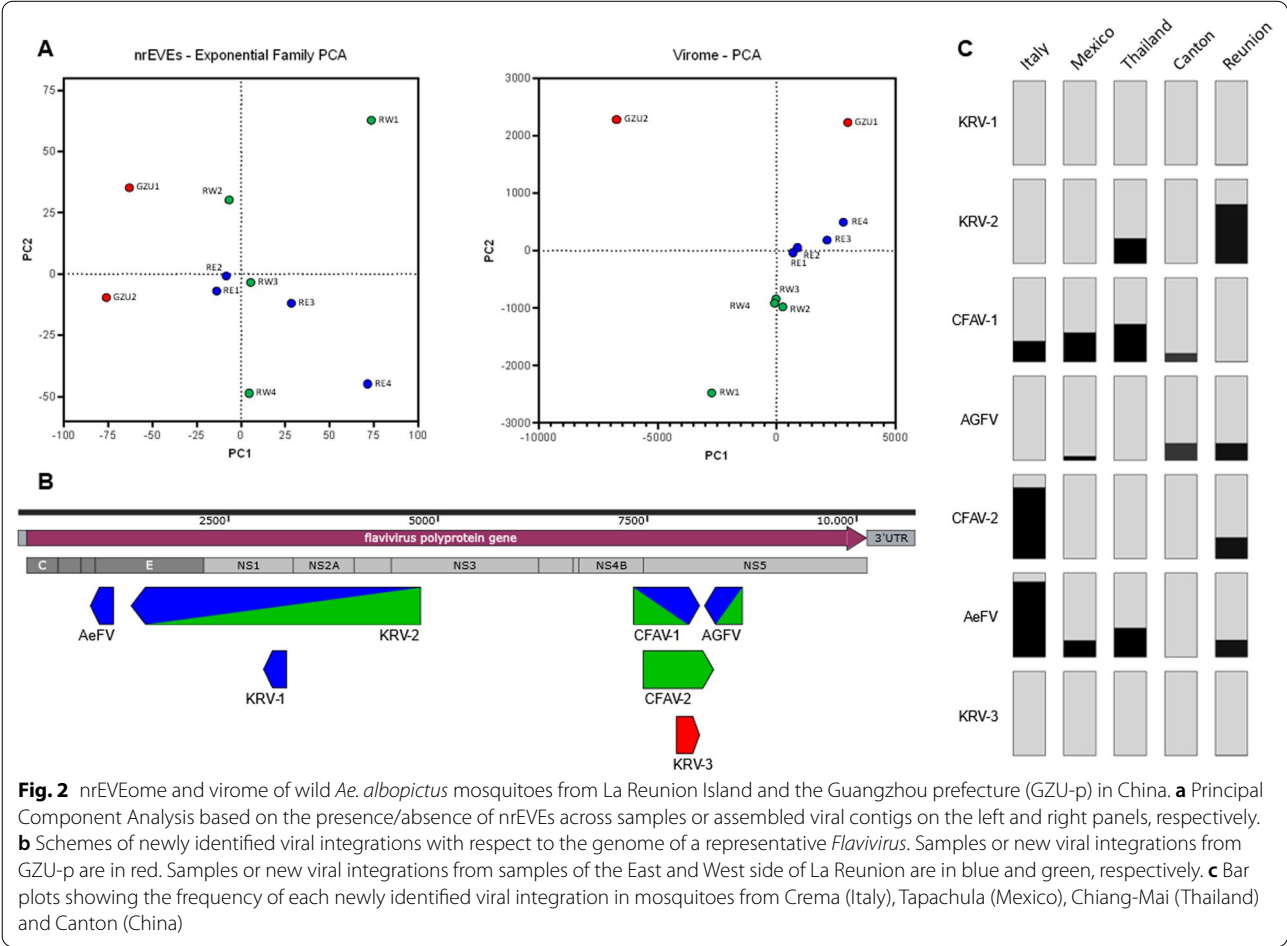 A
nrEVEs - Exponential Family PCA
75
50
25
0
-25
-50
-100 -75 -50 -25 0 25 50 75 100
PC2
PC1
RW1
GZU1
RW2
RE2
RE1
RW3
RE3
GZU2
RW4
RE4
Virome - PCA
3000
2000
1000
0
-1000
-2000
-3000
-10000 -5000 0 5000
PC2
PC1
GZU2
GZU1
RE4
RE3
RE2
RE1
RW3
RW4
RW2
RW1
B
2500 5000 7500 10.000
flavivirus polyprotein gene
3'UTR
C E NS1 NS2A NS3 NS4B NS5
AeFV KRV-2 CFAV-1 AGFV
KRV-1 CFAV-2
KRV-3
C
Italy Mexico Thailand Canton Reunion
KRV-1
KRV-2
CFAV-1
AGFV
CFAV-2
AeFV
KRV-3
Fig. 2 nrEVEome and virome of wild Ae. albopictus mosquitoes from La Reunion Island and the Guangzhou prefecture (GZU-p) in China. a Principal
Component Analysis based on the presence/absence of nrEVEs across samples or assembled viral contigs on the left and right panels, respectively.
b Schemes of newly identified viral integrations with respect to the genome of a representative Flavivirus. Samples or new viral integrations from
GZU-p are in red. Samples or new viral integrations from samples of the East and West side of La Reunion are in blue and green, respectively. c Bar
plots showing the frequency of each newly identified viral integration in mosquitoes from Crema (Italy), Tapachula (Mexico), Chiang-Mai (Thailand)
and Canton (China)